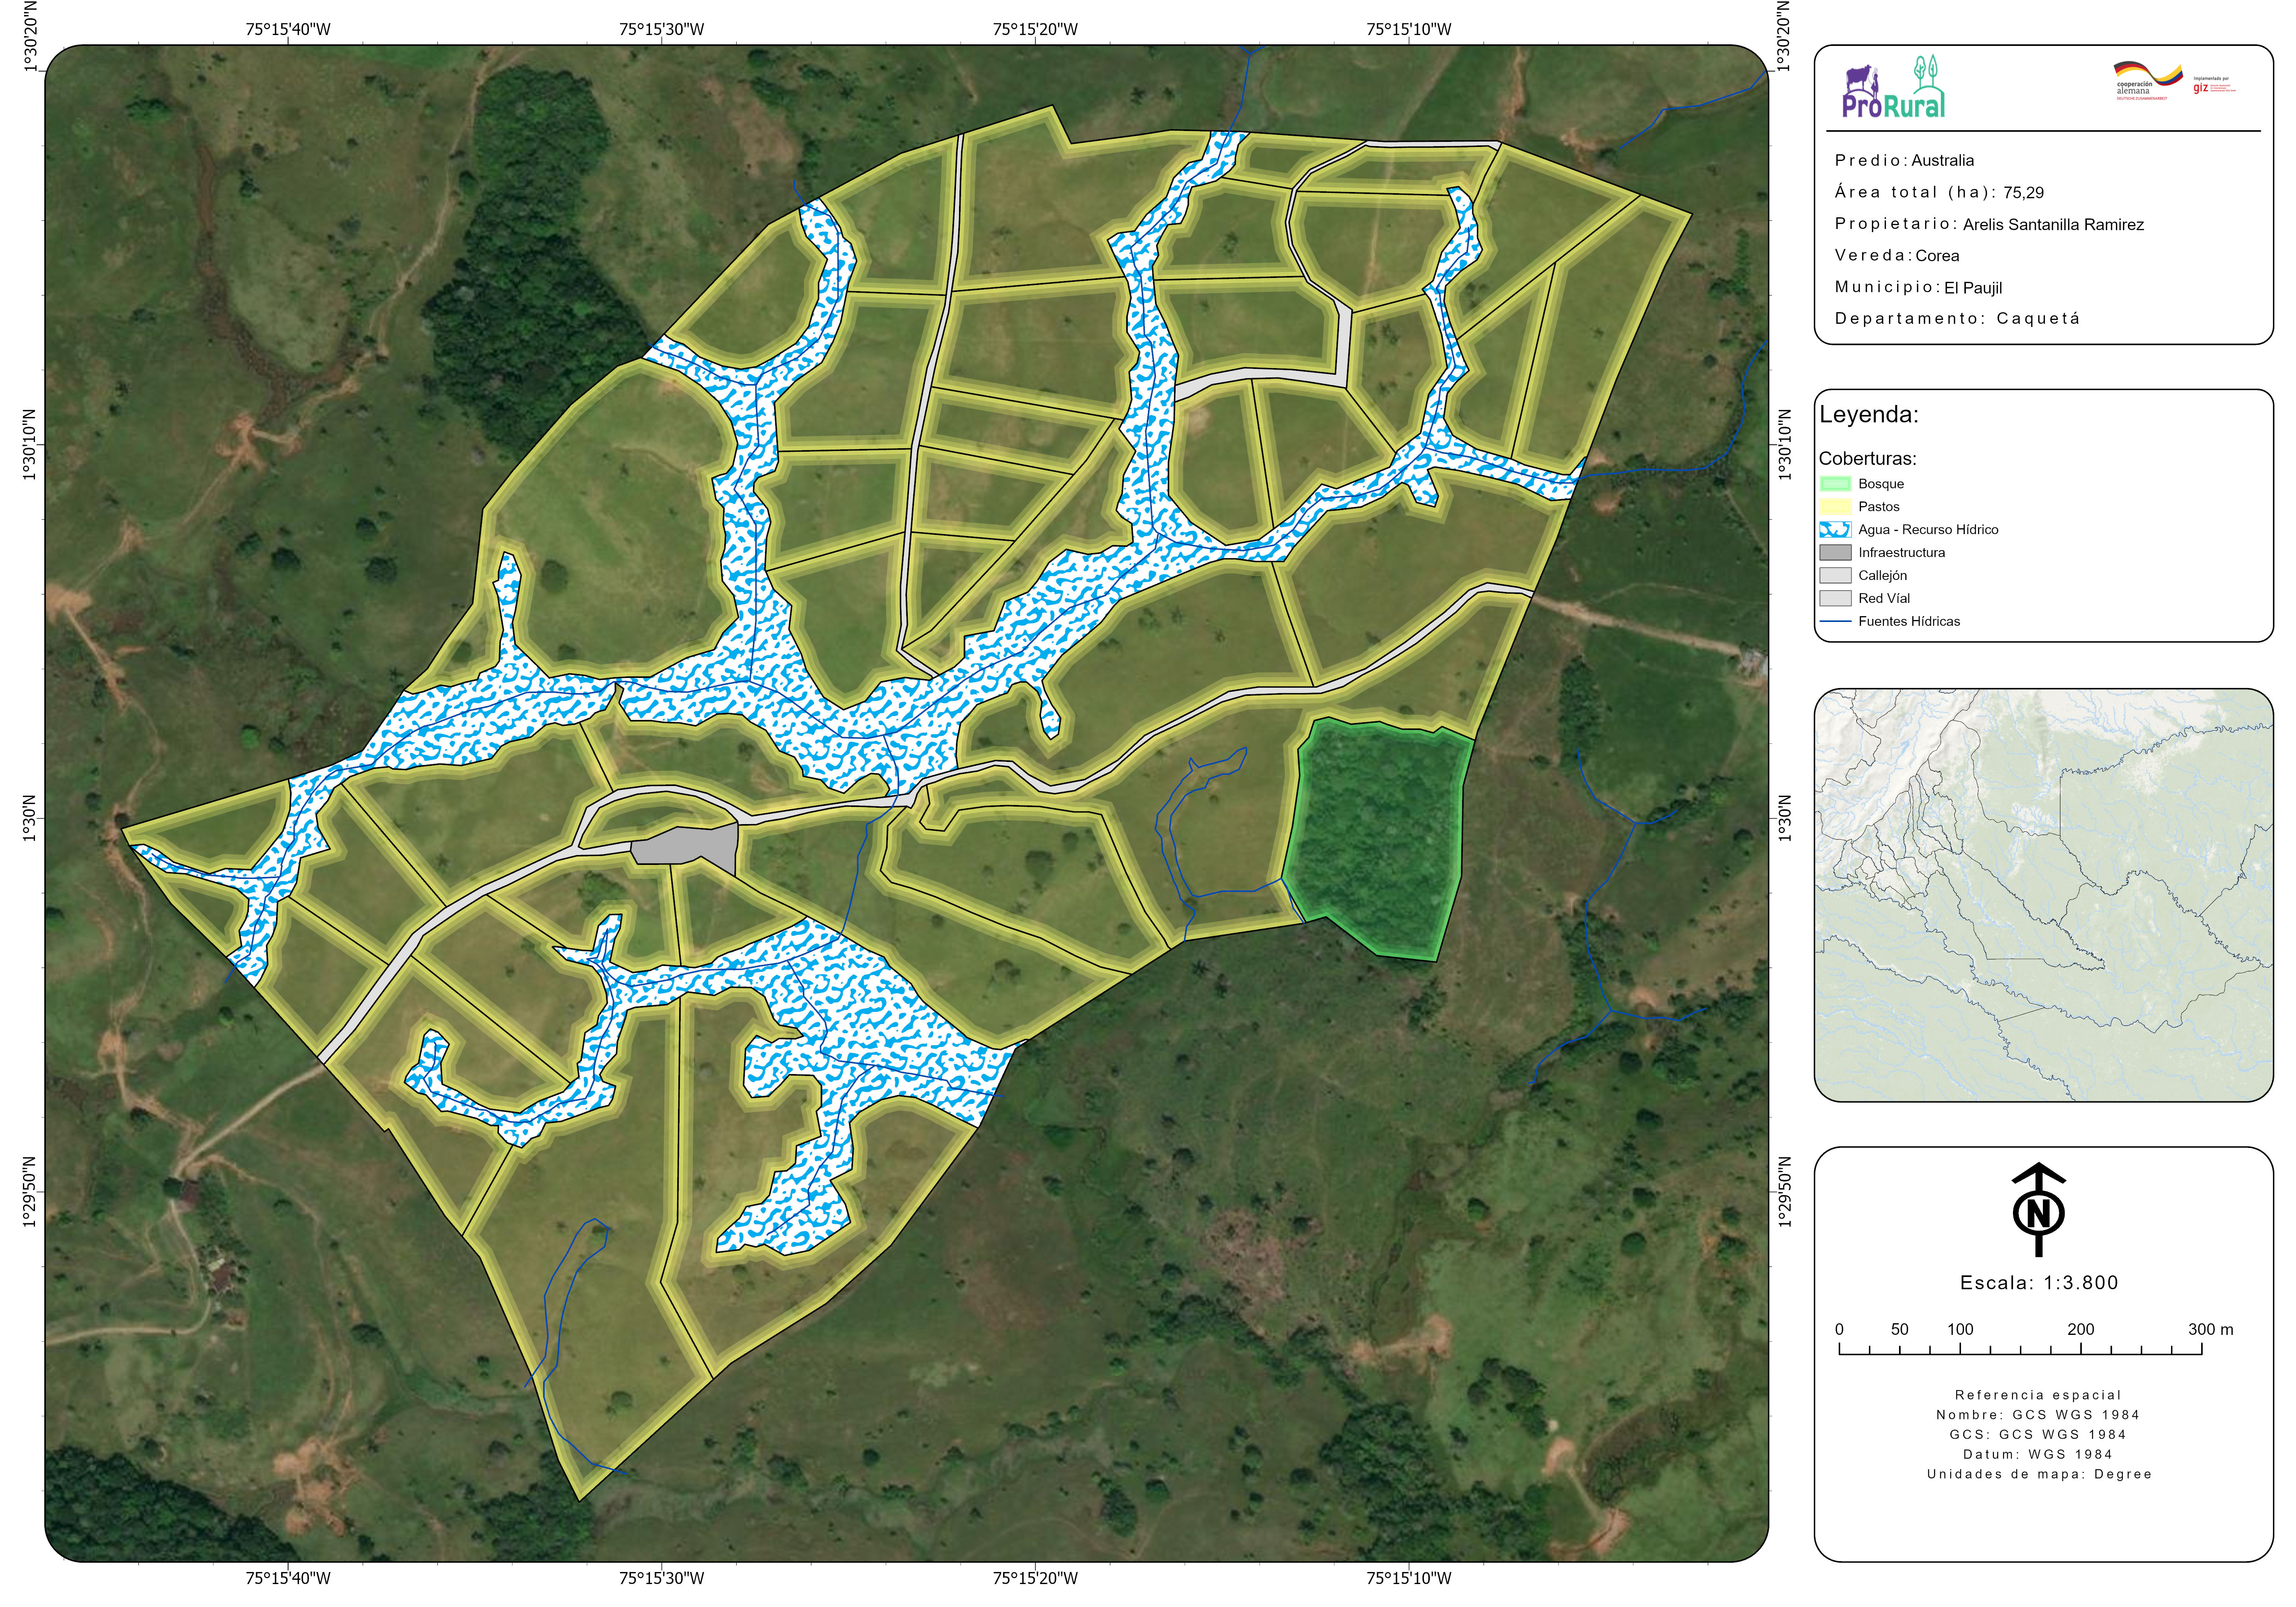 75°15'40"W
75°15'30"W
75°15'20"W
75°15'10"W
1°30'20"N
1°30'10"N
1°30'N
1°29'50"N
1°30'20"N
1°30'10"N
1°30'N
1°29'50"N
75°15'40"W
75°15'30"W
75°15'20"W
75°15'10"W
ProRural
cooperación
alemana
DEUTSCHE ZUSAMMENARBEIT
Implementada por
giz
Predio: Australia
Área total (ha): 75,29
Propietario: Arelis Santanilla Ramirez
Vereda: Corea
Municipio: El Paujil
Departamento: Caquetá
Leyenda:
Coberturas:
Bosque
Pastos
Agua - Recurso Hídrico
Infraestructura
Callejón
Red Víal
Fuentes Hídricas
N
Escala: 1:3.800
0 50 100 200 300 m
Referencia espacial
Nombre: GCS WGS 1984
GCS: GCS WGS 1984
Datum: WGS 1984
Unidades de mapa: Degree